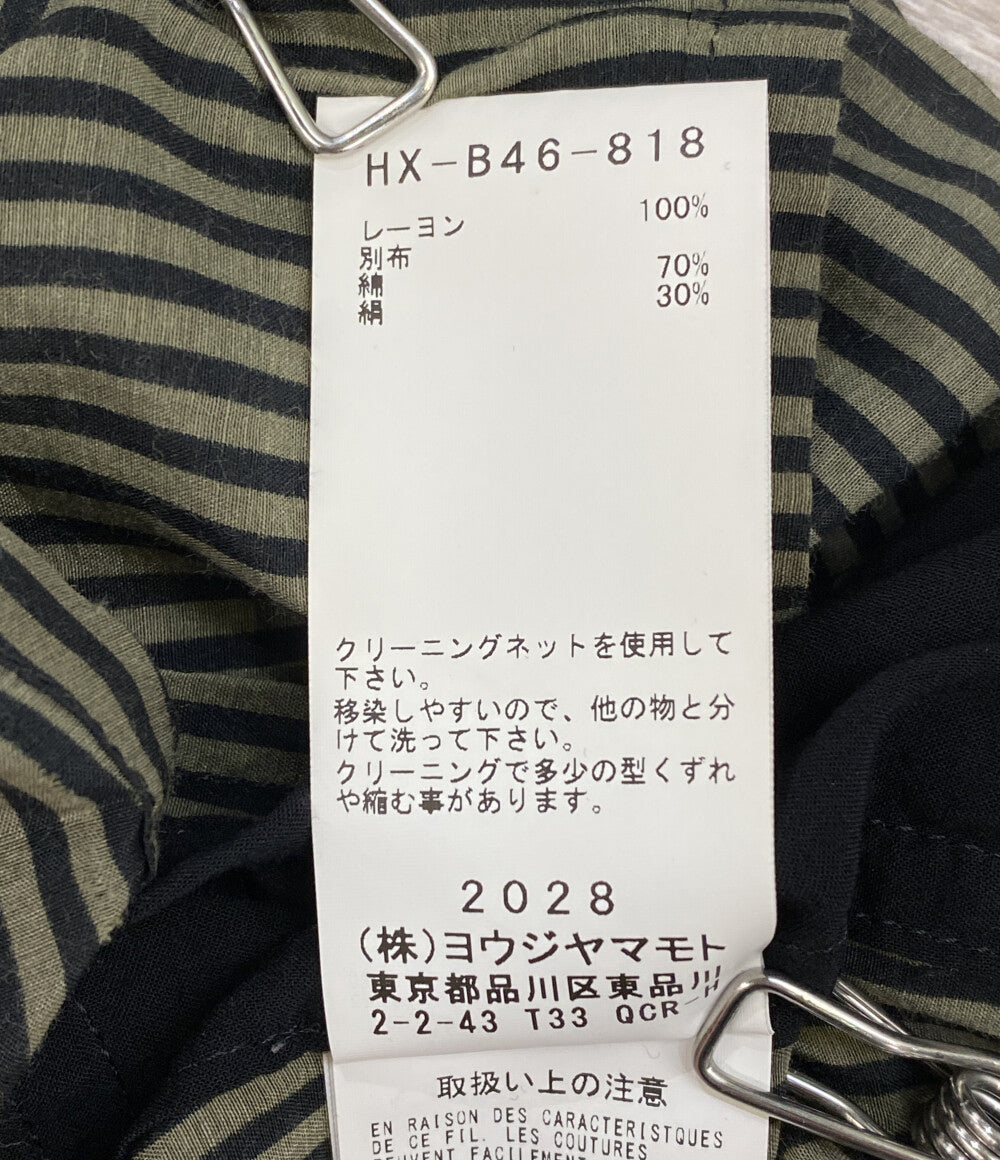 HX-B46-818
レーヨン 100%
別布
綿 70%
絹 30%
クリーニングネットを使用して
下さい。
移染しやすいので、他の物と分
けて洗って下さい。
クリーニングで多少の型くずれ
や縮む事があります。
2028
(株)ヨウジヤマモト
東京都品川区東品川
2-2-43 T33 QCR-H
取扱い上の注意
EN RAISON DES CARACTERISTQUES
DE CE FIL. LES COUTURES
PEUVENT FACILEMENT